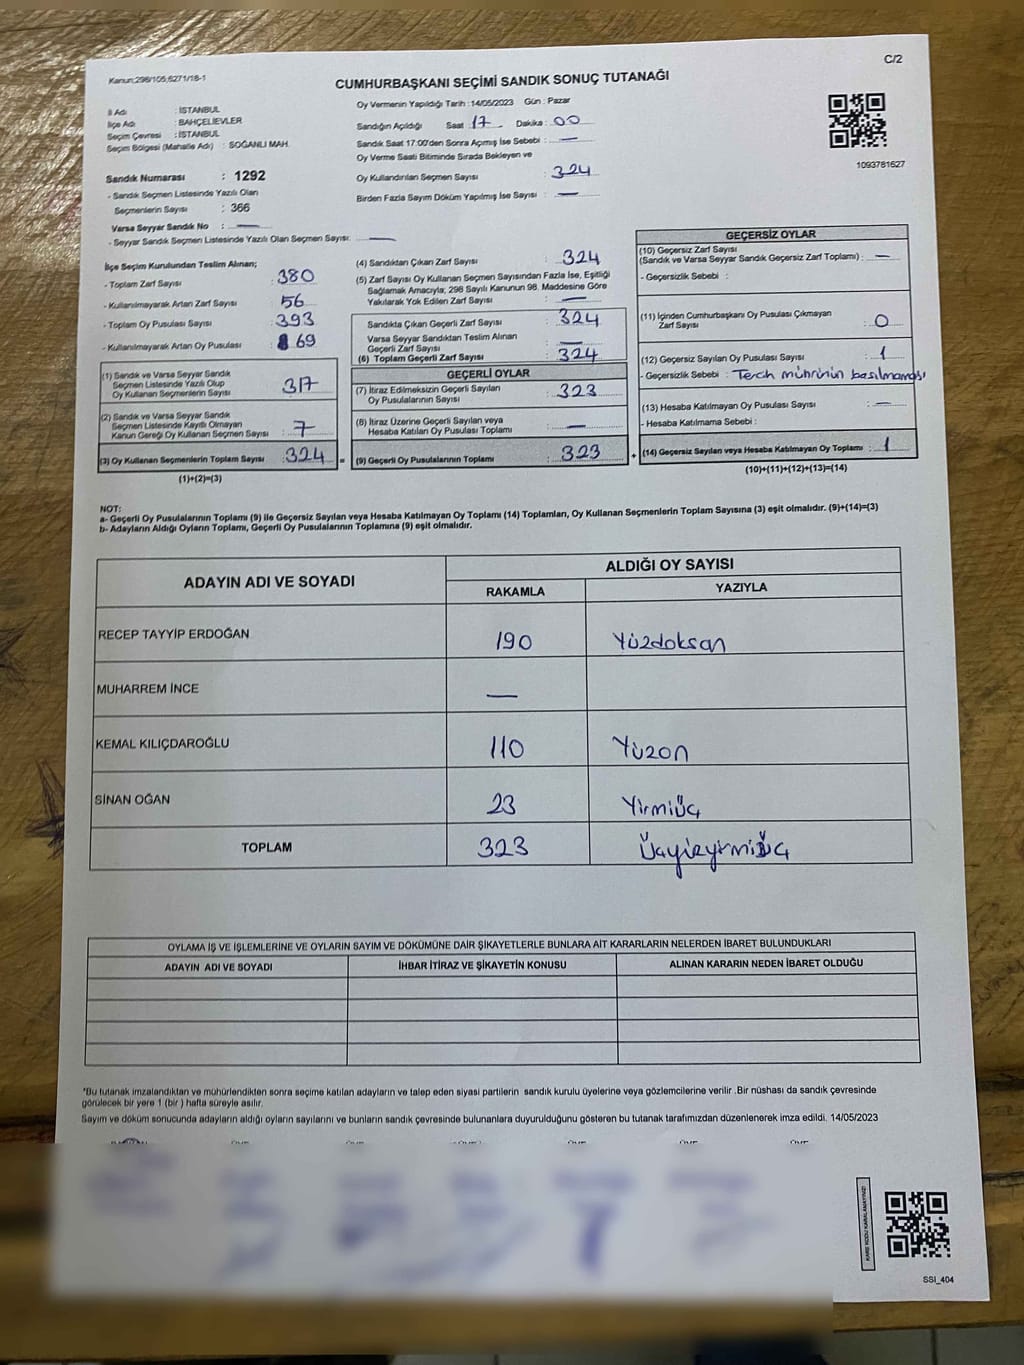 Kanun:298/105;6271/18-1
C/2
CUMHURBAŞKANI SEÇİMİ SANDIK SONUÇ TUTANAĞI
İl Adı : İSTANBUL
İlçe Adı : BAHÇELİEVLER
Seçim Çevresi : İSTANBUL
Seçim Bölgesi (Mahalle Adı) : SOĞANLI MAH.
Sandık Numarası : 1292
- Sandık Seçmen Listesinde Yazılı Olan
Seçmenlerin Sayısı : 366
Varsa Seyyar Sandık No : —
- Seyyar Sandık Seçmen Listesinde Yazılı Olan Seçmen Sayısı: —
Oy Vermenin Yapıldığı Tarih :14/05/2023 Gün : Pazar
Sandığın Açıldığı Saat : 17 Dakika : 00
Sandık Saat 17:00'den Sonra Açımış İse Sebebi : —
Oy Verme Saati Bitiminde Sırada Bekleyen ve
Oy Kullandırılan Seçmen Sayısı : 324
Birden Fazla Sayım Döküm Yapılmış İse Sayısı : —
1093781627
İlçe Seçim Kurulundan Teslim Alınan;
- Toplam Zarf Sayısı : 380
- Kullanılmayarak Artan Zarf Sayısı : 56
- Toplam Oy Pusulası Sayısı : 393
- Kullanılmayarak Artan Oy Pusulası : 69
(1) Sandık ve Varsa Seyyar Sandık
Seçmen Listesinde Yazılı Olup
Oy Kullanan Seçmenlerin Sayısı : 317
(2) Sandık ve Varsa Seyyar Sandık
Seçmen Listesinde Kayıtlı Olmayan
Kanun Gereği Oy Kullanan Seçmen Sayısı : 7
(3) Oy Kullanan Seçmenlerin Toplam Sayısı : 324 =
(1)+(2)=(3)
(4) Sandıktan Çıkan Zarf Sayısı : 324
(5) Zarf Sayısı Oy Kullanan Seçmen Sayısından Fazla İse, Eşitliği
Sağlamak Amacıyla; 298 Sayılı Kanunun 98. Maddesine Göre
Yakılarak Yok Edilen Zarf Sayısı : —
Sandıkta Çıkan Geçerli Zarf Sayısı : 324
Varsa Seyyar Sandıktan Teslim Alınan
Geçerli Zarf Sayısı : —
(6) Toplam Geçerli Zarf Sayısı : 324
GEÇERLİ OYLAR
(7) İtiraz Edilmeksizin Geçerli Sayılan
Oy Pusulalarının Sayısı : 323
(8) İtiraz Üzerine Geçerli Sayılan veya
Hesaba Katılan Oy Pusulası Toplamı : —
(9) Geçerli Oy Pusulalarının Toplamı : 323 +
GEÇERSİZ OYLAR
(10) Geçersiz Zarf Sayısı
(Sandık ve Varsa Seyyar Sandık Geçersiz Zarf Toplamı) : —
- Geçersizlik Sebebi :
(11) İçinden Cumhurbaşkanı Oy Pusulası Çıkmayan
Zarf Sayısı : 0
(12) Geçersiz Sayılan Oy Pusulası Sayısı : 1
- Geçersizlik Sebebi : Tercih mührünün basılmaması
(13) Hesaba Katılmayan Oy Pusulası Sayısı : —
- Hesaba Katılmama Sebebi :
(14) Geçersiz Sayılan veya Hesaba Katılmayan Oy Toplamı : 1
(10)+(11)+(12)+(13)=(14)
NOT:
a- Geçerli Oy Pusulalarının Toplamı (9) ile Geçersiz Sayılan veya Hesaba Katılmayan Oy Toplamı (14) Toplamları, Oy Kullanan Seçmenlerin Toplam Sayısına (3) eşit olmalıdır. (9)+(14)=(3)
b- Adayların Aldığı Oyların Toplamı, Geçerli Oy Pusulalarının Toplamına (9) eşit olmalıdır.
ADAYIN ADI VE SOYADI
ALDIĞI OY SAYISI
RAKAMLA YAZIYLA
RECEP TAYYİP ERDOĞAN 190 Yüzdoksan
MUHARREM İNCE —
KEMAL KILIÇDAROĞLU 110 Yüzon
SİNAN OĞAN 23 Yirmiüç
TOPLAM 323 Üçyüzyirmiüç
OYLAMA İŞ VE İŞLEMLERİNE VE OYLARIN SAYIM VE DÖKÜMÜNE DAİR ŞİKAYETLERLE BUNLARA AİT KARARLARIN NELERDEN İBARET BULUNDUKLARI
ADAYIN ADI VE SOYADI İHBAR İTİRAZ VE ŞİKAYETİN KONUSU ALINAN KARARIN NEDEN İBARET OLDUĞU
*Bu tutanak imzalandıktan ve mühürlendikten sonra seçime katılan adayların ve talep eden siyasi partilerin sandık kurulu üyelerine veya gözlemcilerine verilir .Bir nüshası da sandık çevresinde
görülecek bir yere 1 (bir ) hafta süreyle asılır.
Sayım ve döküm sonucunda adayların aldığı oyların sayılarını ve bunların sandık çevresinde bulunanlara duyurulduğunu gösteren bu tutanak tarafımızdan düzenlenerek imza edildi. 14/05/2023
KARE KODU KARALAMAYINIZ!
SSI_404